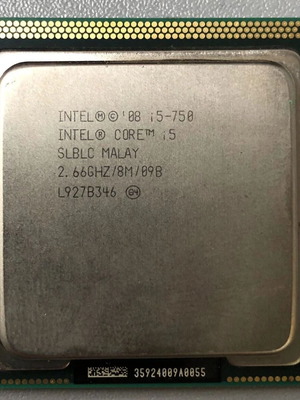 INTEL®©'08 i5-750
INTEL® CORE™ i5
SLBLC MALAY
2.66GHZ/8M/09B
L927B346 e4
35924009A0055